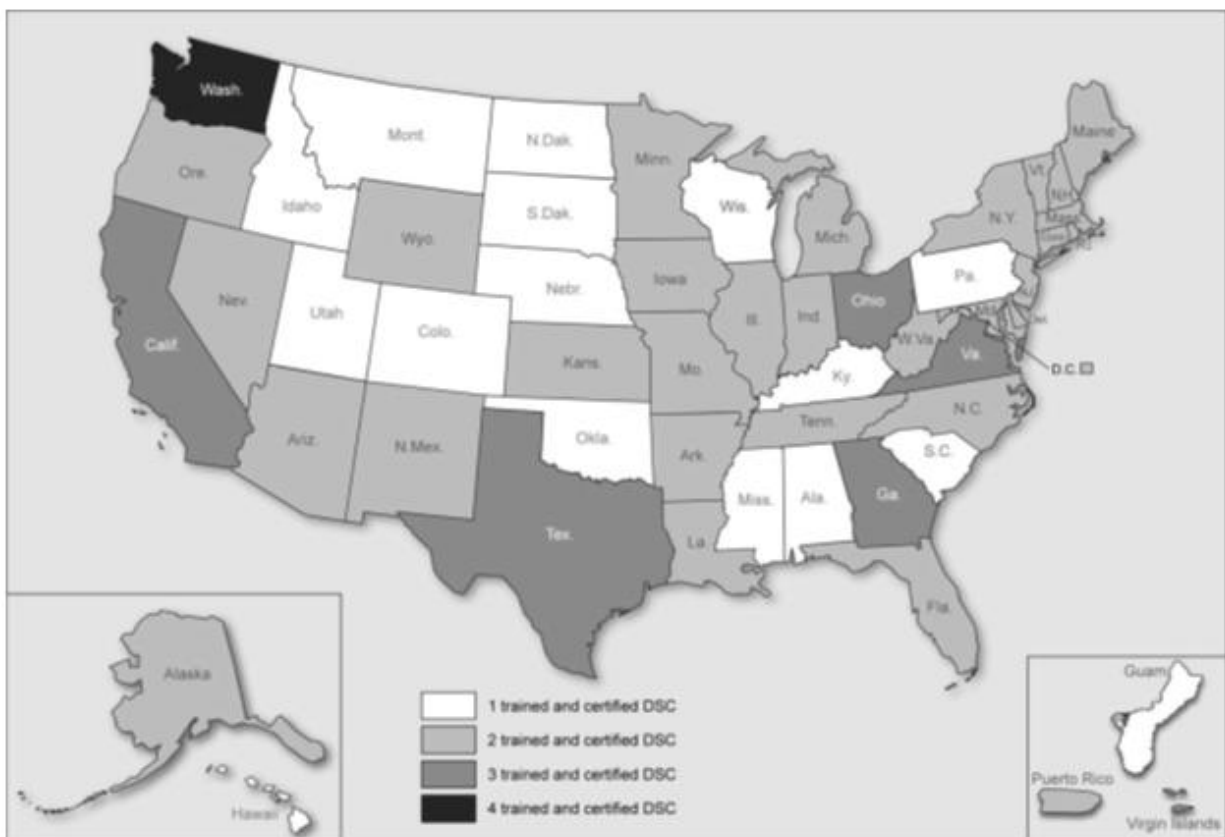 Wash.
Mont.
N.Dak.
Minn.
Maine
Ore.
Idaho
S.Dak.
Wis.
Mich.
Vt.
NH
N.Y.
Mass.
Wyo.
Iowa
Nebr.
Pa.
Nev.
Utah
Colo.
Ill.
Ind.
Ohio
W.Va.
Va.
Md.
Calif.
Kans.
Mo.
Ky.
D.C.
Ariz.
N.Mex.
Okla.
Ark.
Tenn.
N.C.
S.C.
Miss.
Ala.
Ga.
Tex.
La.
Fla.
Alaska
Hawaii
1 trained and certified DSC
2 trained and certified DSC
3 trained and certified DSC
4 trained and certified DSC
Guam
Puerto Rico
Virgin Islands